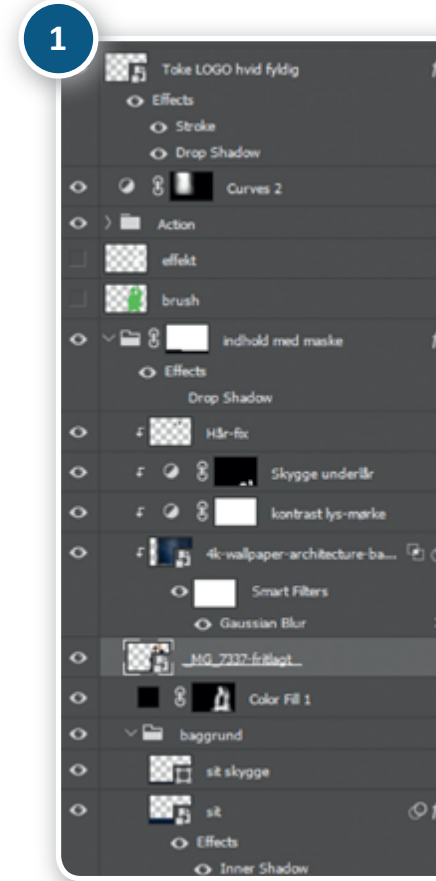 1
Toke LOGO hvid fyldig
Effects
Stroke
Drop Shadow
Curves 2
Action
effekt
brush
indhold med maske
Effects
Drop Shadow
Hår-fix
Skygge underlår
kontrast lys-mørke
4k-wallpaper-architecture-ba...
Smart Filters
Gaussian Blur
_MG_7337-fritlagt
Color Fill 1
baggrund
sit skygge
sit
Effects
Inner Shadow